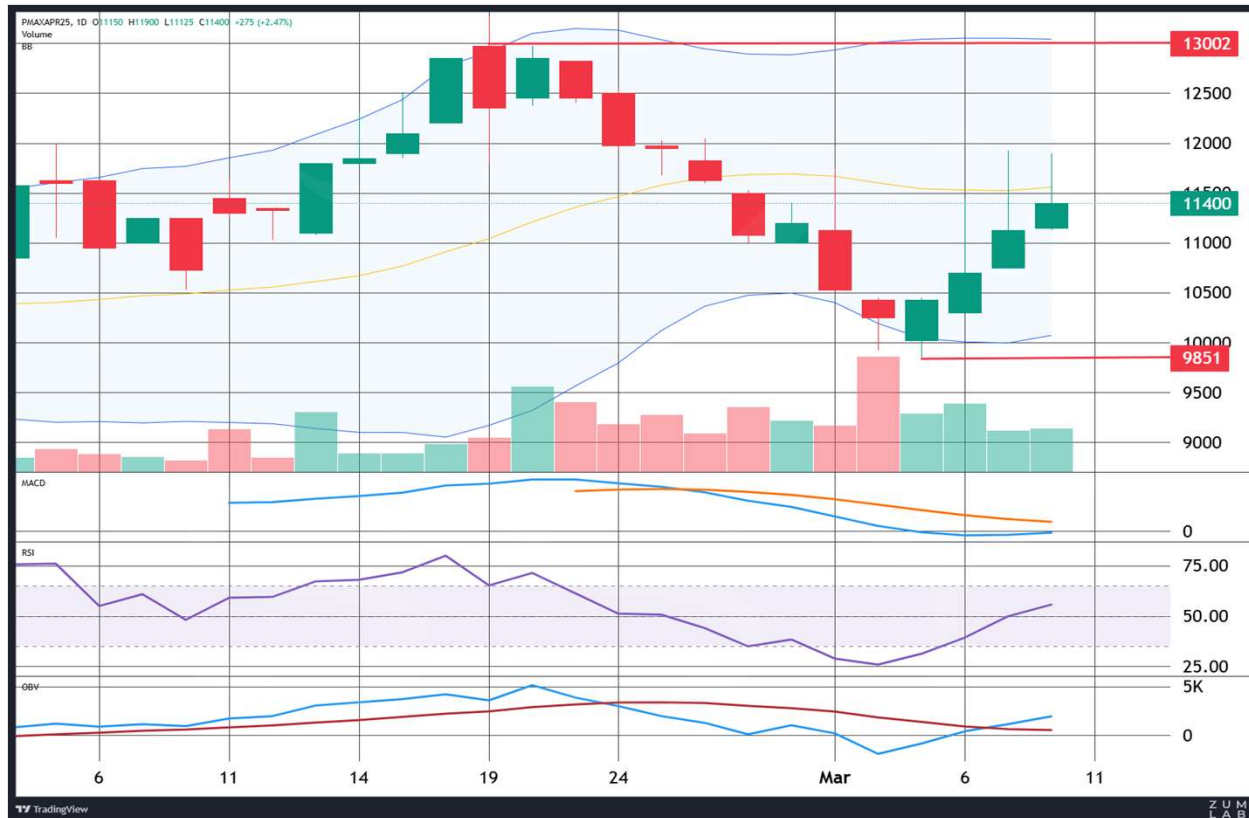 PMAXAPR25, 1D O11150 H11900 L11125 C11400 +275 (+2.47%)
Volume
BB
13002
12500
12000
11500
11400
11000
10500
10000
9851
9500
9000
MACD
0
RSI
75.00
50.00
25.00
OBV
5K
0
6 11 14 19 24 Mar 6 11
TradingView
ZUM
LAB